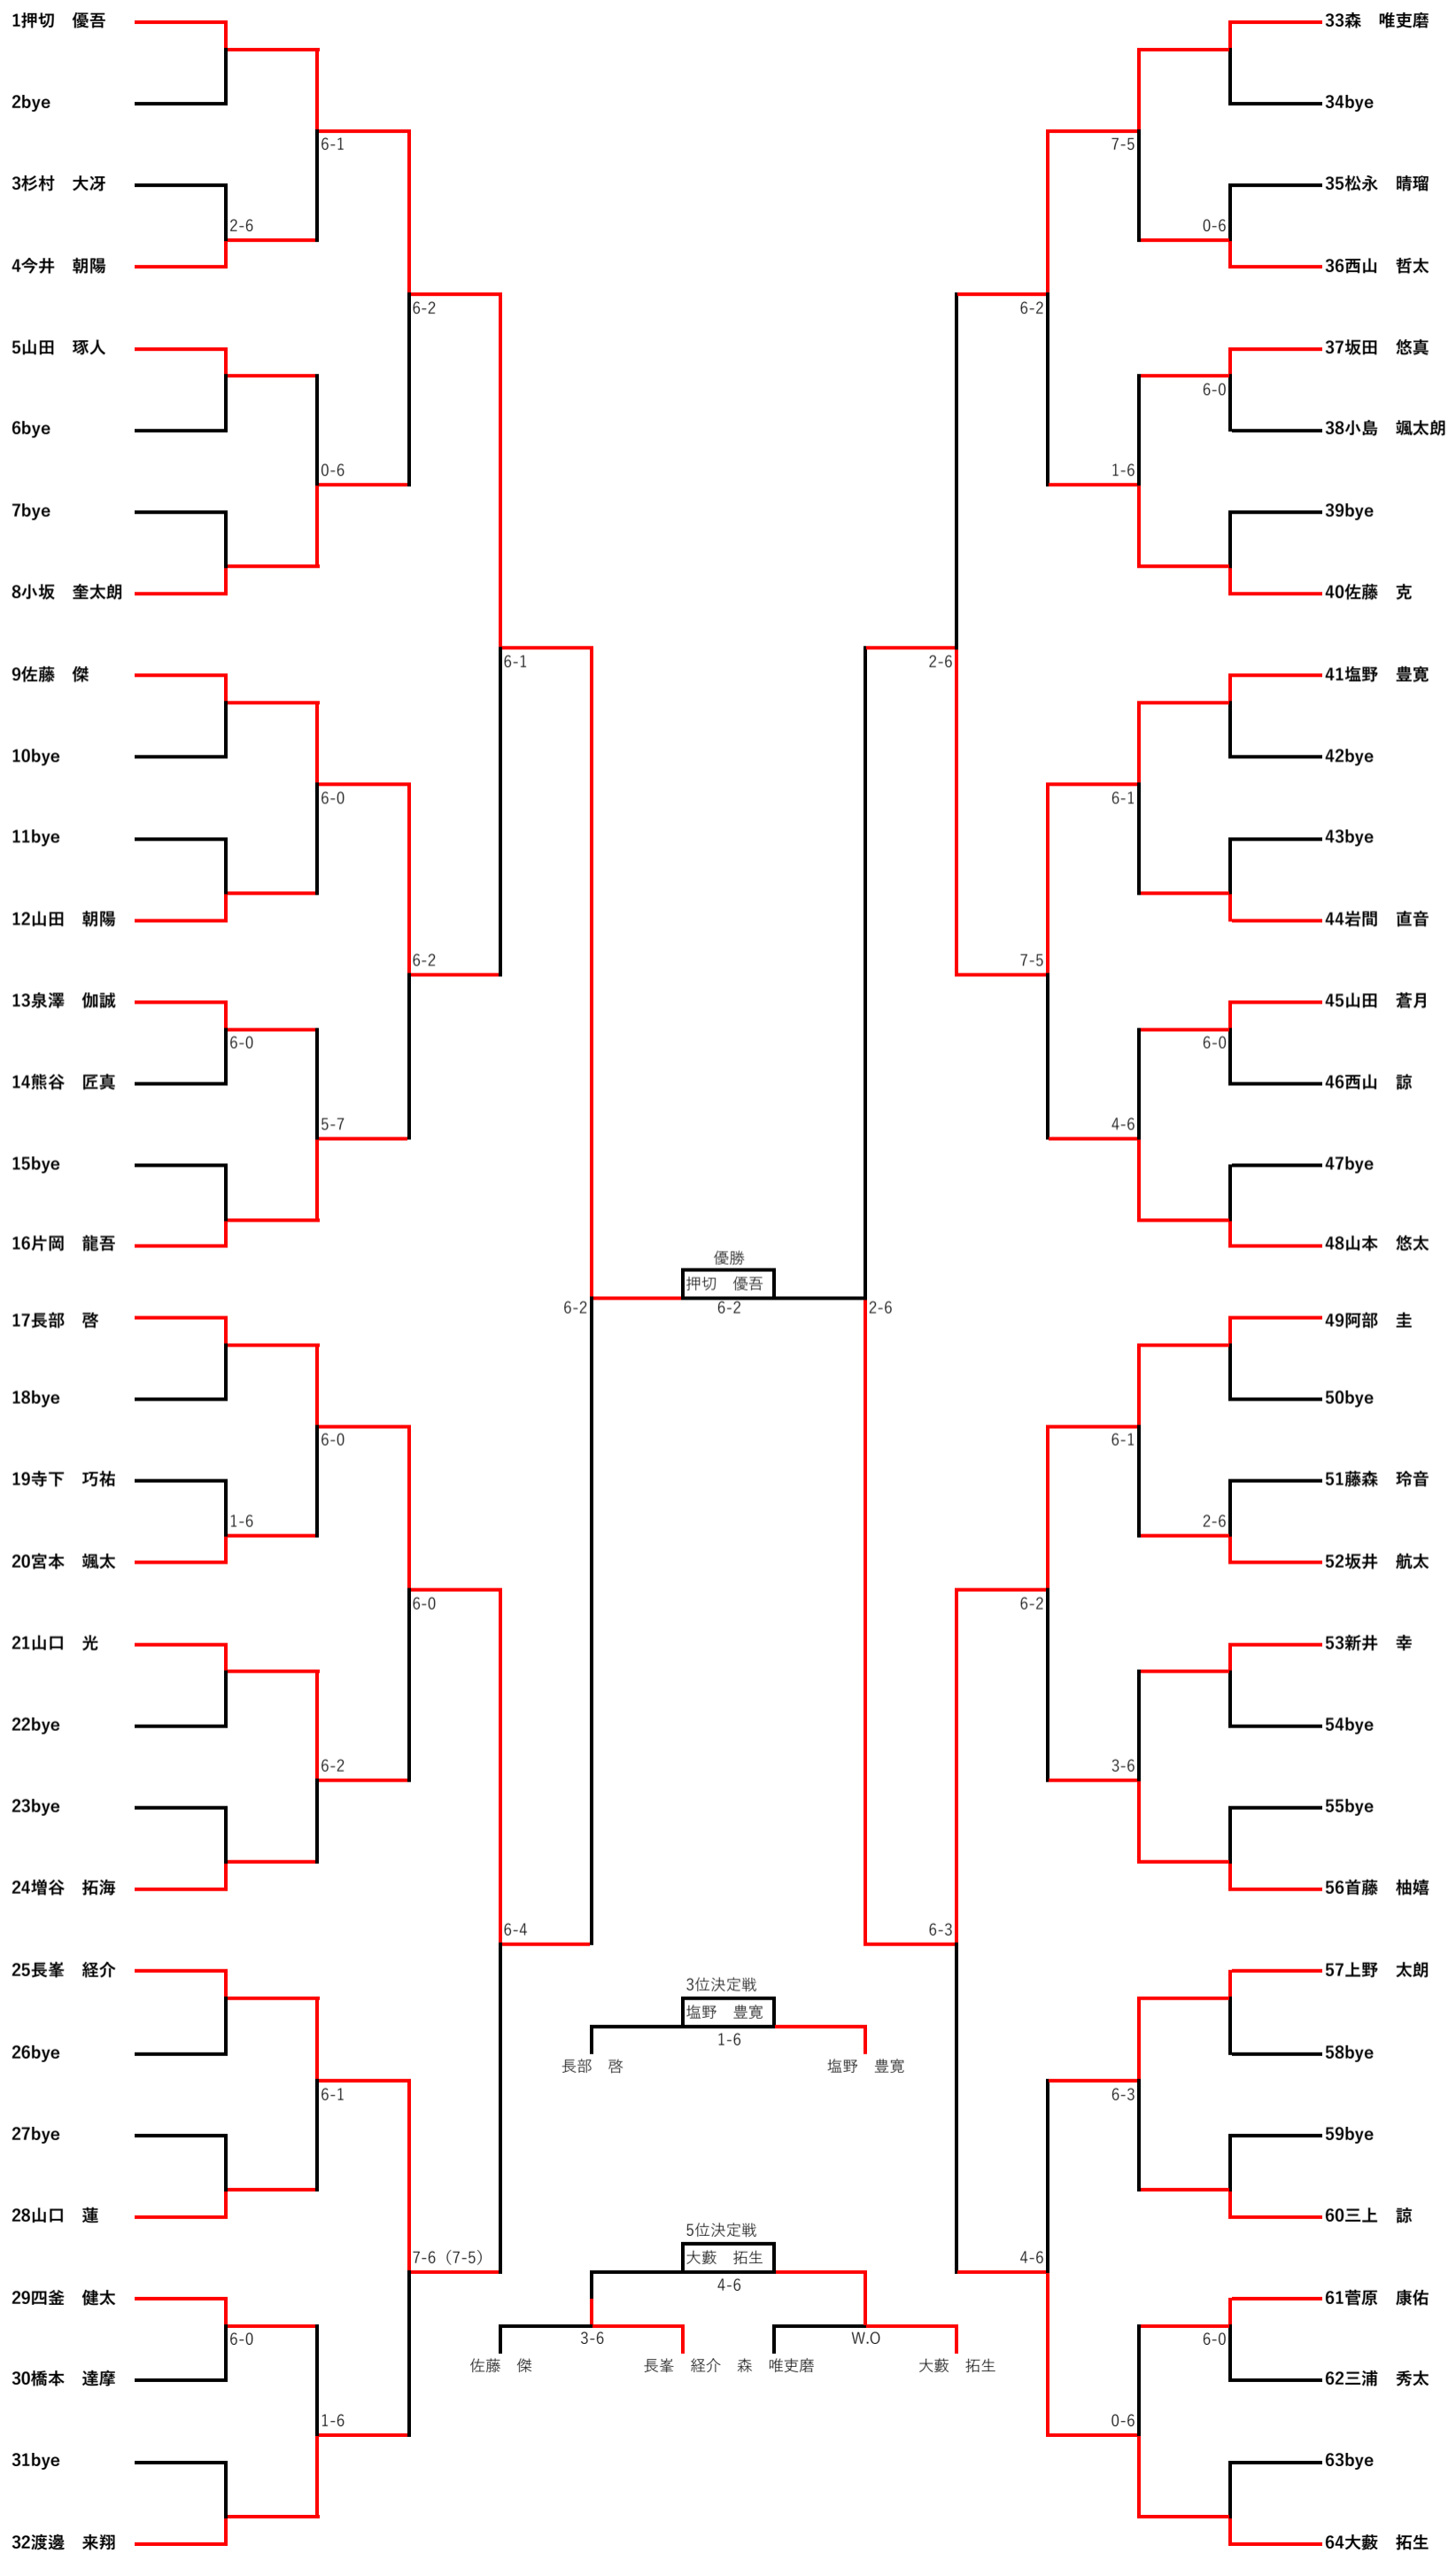 1押切　優吾
2bye
6-1
3杉村　大冴
2-6
4今井　朝陽
6-2
5山田　琢人
6bye
0-6
7bye
8小坂　奎太朗
6-1
9佐藤　傑
10bye
6-0
11bye
12山田　朝陽
6-2
13泉澤　伽誠
6-0
14熊谷　匠真
5-7
15bye
16片岡　龍吾
6-2
17長部　啓
18bye
6-0
19寺下　巧祐
1-6
20宮本　颯太
6-0
21山口　光
22bye
6-2
23bye
24増谷　拓海
6-4
25長峯　経介
26bye
6-1
27bye
28山口　蓮
7-6（7-5）
29四釜　健太
6-0
30橋本　達摩
1-6
31bye
32渡邊　来翔
優勝
押切　優吾
6-2
3位決定戦
塩野　豊寛
1-6
長部　啓
塩野　豊寛
5位決定戦
大藪　拓生
4-6
3-6
W.O
佐藤　傑
長峯　経介
森　唯吏磨
大藪　拓生
33森　唯吏磨
34bye
7-5
35松永　晴瑠
0-6
36西山　哲太
6-2
37坂田　悠真
6-0
38小島　颯太朗
1-6
39bye
40佐藤　克
2-6
41塩野　豊寛
42bye
6-1
43bye
44岩間　直音
7-5
45山田　蒼月
6-0
46西山　諒
4-6
47bye
48山本　悠太
2-6
49阿部　圭
50bye
6-1
51藤森　玲音
2-6
52坂井　航太
6-2
53新井　幸
54bye
3-6
55bye
56首藤　柚嬉
6-3
57上野　太朗
58bye
6-3
59bye
60三上　諒
4-6
61菅原　康佑
6-0
62三浦　秀太
0-6
63bye
64大藪　拓生